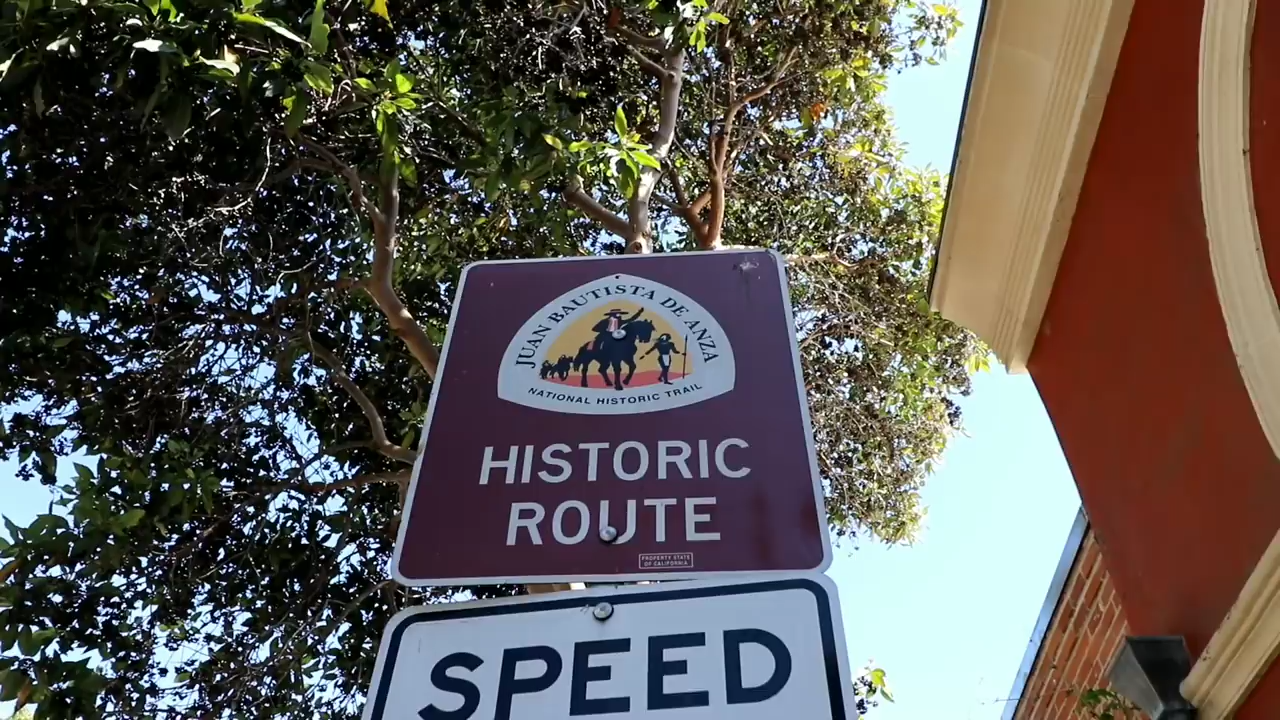 JUAN BAUTISTA DE ANZA
NATIONAL HISTORIC TRAIL
HISTORIC
ROUTE
PROPERTY STATE
OF CALIFORNIA
SPEED